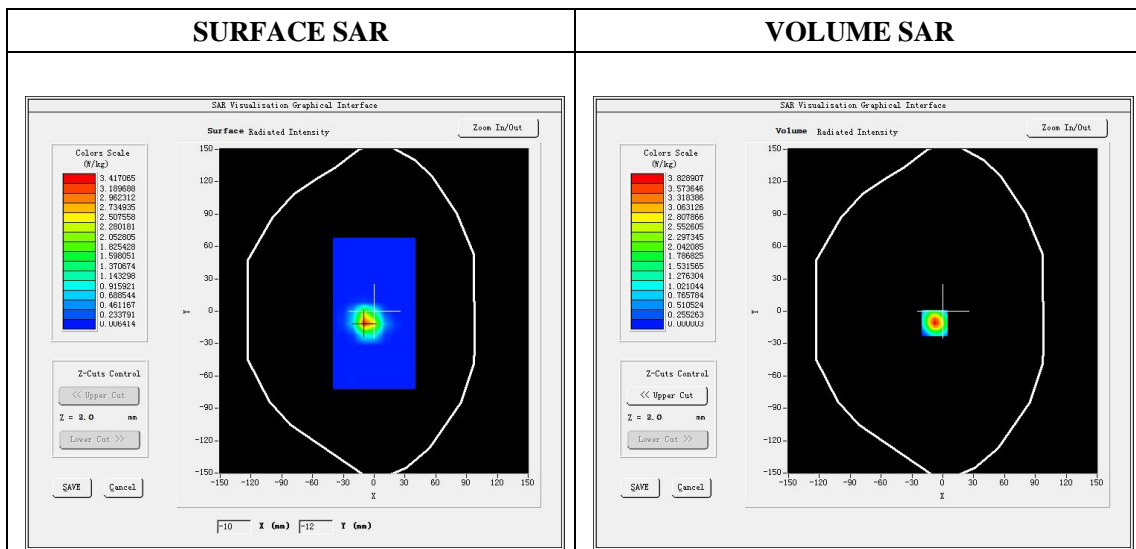 SURFACE SAR
VOLUME SAR
SAR Visualisation Graphical Interface
Surface Radiated Intensity
Zoom In/Out
Colors Scale
(W/kg)
3.417065
3.189688
2.962312
2.734935
2.507558
2.280181
2.052805
1.825428
1.598051
1.370674
1.143298
0.915921
0.688544
0.461167
0.233791
0.006414
Z-Cuts Control
<< Upper Cut
Z = 2.0 mm
Lower Cut >>
SAVE Cancel
150
120
90
60
30
Y 0
-30
-60
-90
-120
-150
-150 -120 -90 -60 -30 0 30 60 90 120 150
X
-10 X (mm) -12 Y (mm)
SAR Visualisation Graphical Interface
Volume Radiated Intensity
Zoom In/Out
Colors Scale
(W/kg)
3.828907
3.573646
3.318386
3.063126
2.807866
2.552605
2.297345
2.042085
1.786825
1.531565
1.276304
1.021044
0.765784
0.510524
0.255263
0.000003
Z-Cuts Control
<< Upper Cut
Z = 2.0 mm
Lower Cut >>
SAVE Cancel
150
120
90
60
30
Y 0
-30
-60
-90
-120
-150
-150 -120 -90 -60 -30 0 30 60 90 120 150
X